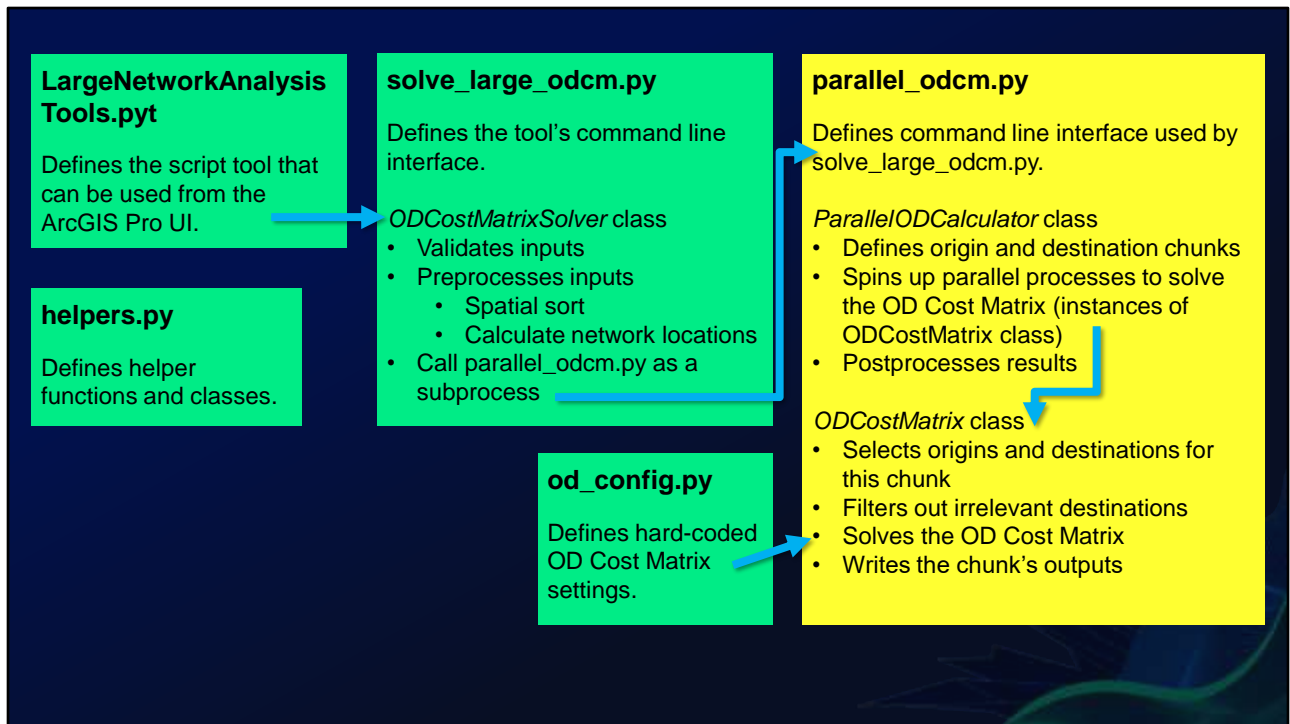 LargeNetworkAnalysis
Tools.pyt
Defines the script tool that
can be used from the
ArcGIS Pro UI.
helpers.py
Defines helper
functions and classes.
solve_large_odcm.py
Defines the tool's command line
interface.
ODCostMatrixSolver class
• Validates inputs
• Preprocesses inputs
• Spatial sort
• Calculate network locations
• Call parallel_odcm.py as a
subprocess
od_config.py
Defines hard-coded
OD Cost Matrix
settings.
parallel_odcm.py
Defines command line interface used by
solve_large_odcm.py.
ParallelODCalculator class
• Defines origin and destination chunks
• Spins up parallel processes to solve
the OD Cost Matrix (instances of
ODCostMatrix class)
• Postprocesses results
ODCostMatrix class
• Selects origins and destinations for
this chunk
• Filters out irrelevant destinations
• Solves the OD Cost Matrix
• Writes the chunk's outputs